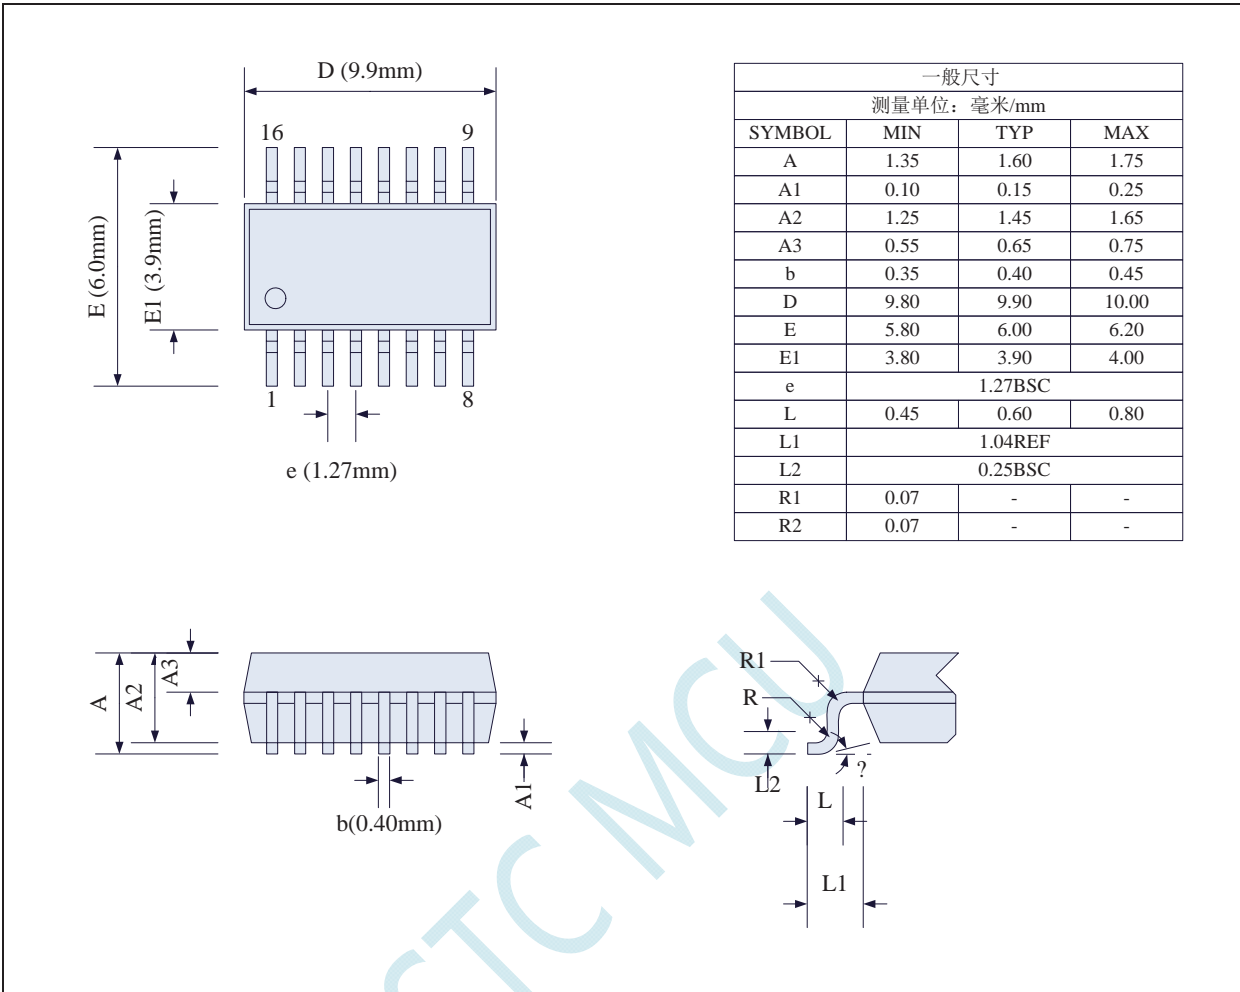 D (9.9mm)
16
9
E (6.0mm)
E1 (3.9mm)
1
8
e (1.27mm)
一般尺寸
测量单位：毫米/mm
SYMBOL MIN TYP MAX
A 1.35 1.60 1.75
A1 0.10 0.15 0.25
A2 1.25 1.45 1.65
A3 0.55 0.65 0.75
b 0.35 0.40 0.45
D 9.80 9.90 10.00
E 5.80 6.00 6.20
E1 3.80 3.90 4.00
e 1.27BSC
L 0.45 0.60 0.80
L1 1.04REF
L2 0.25BSC
R1 0.07 - -
R2 0.07 - -
A
A2
A3
b(0.40mm)
A1
R1
R
L2
?
L
L1
STC MCU